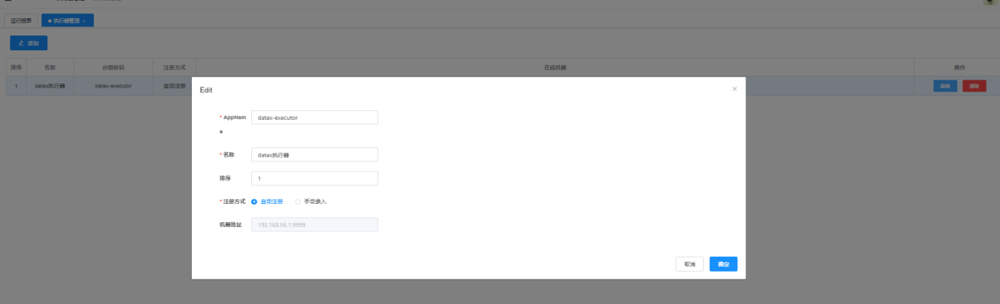 运行报表
执行器管理 ×
添加
排序 名称 分组标识 注册方式 在线机器 操作
1 datax执行器 datax-executor 自动注册 编辑 删除
Edit ×
* AppNam
e
datax-executor
* 名称 datax执行器
排序 1
* 注册方式 自动注册 手动录入
机器地址 192.168.56.1:9999
取消 确定